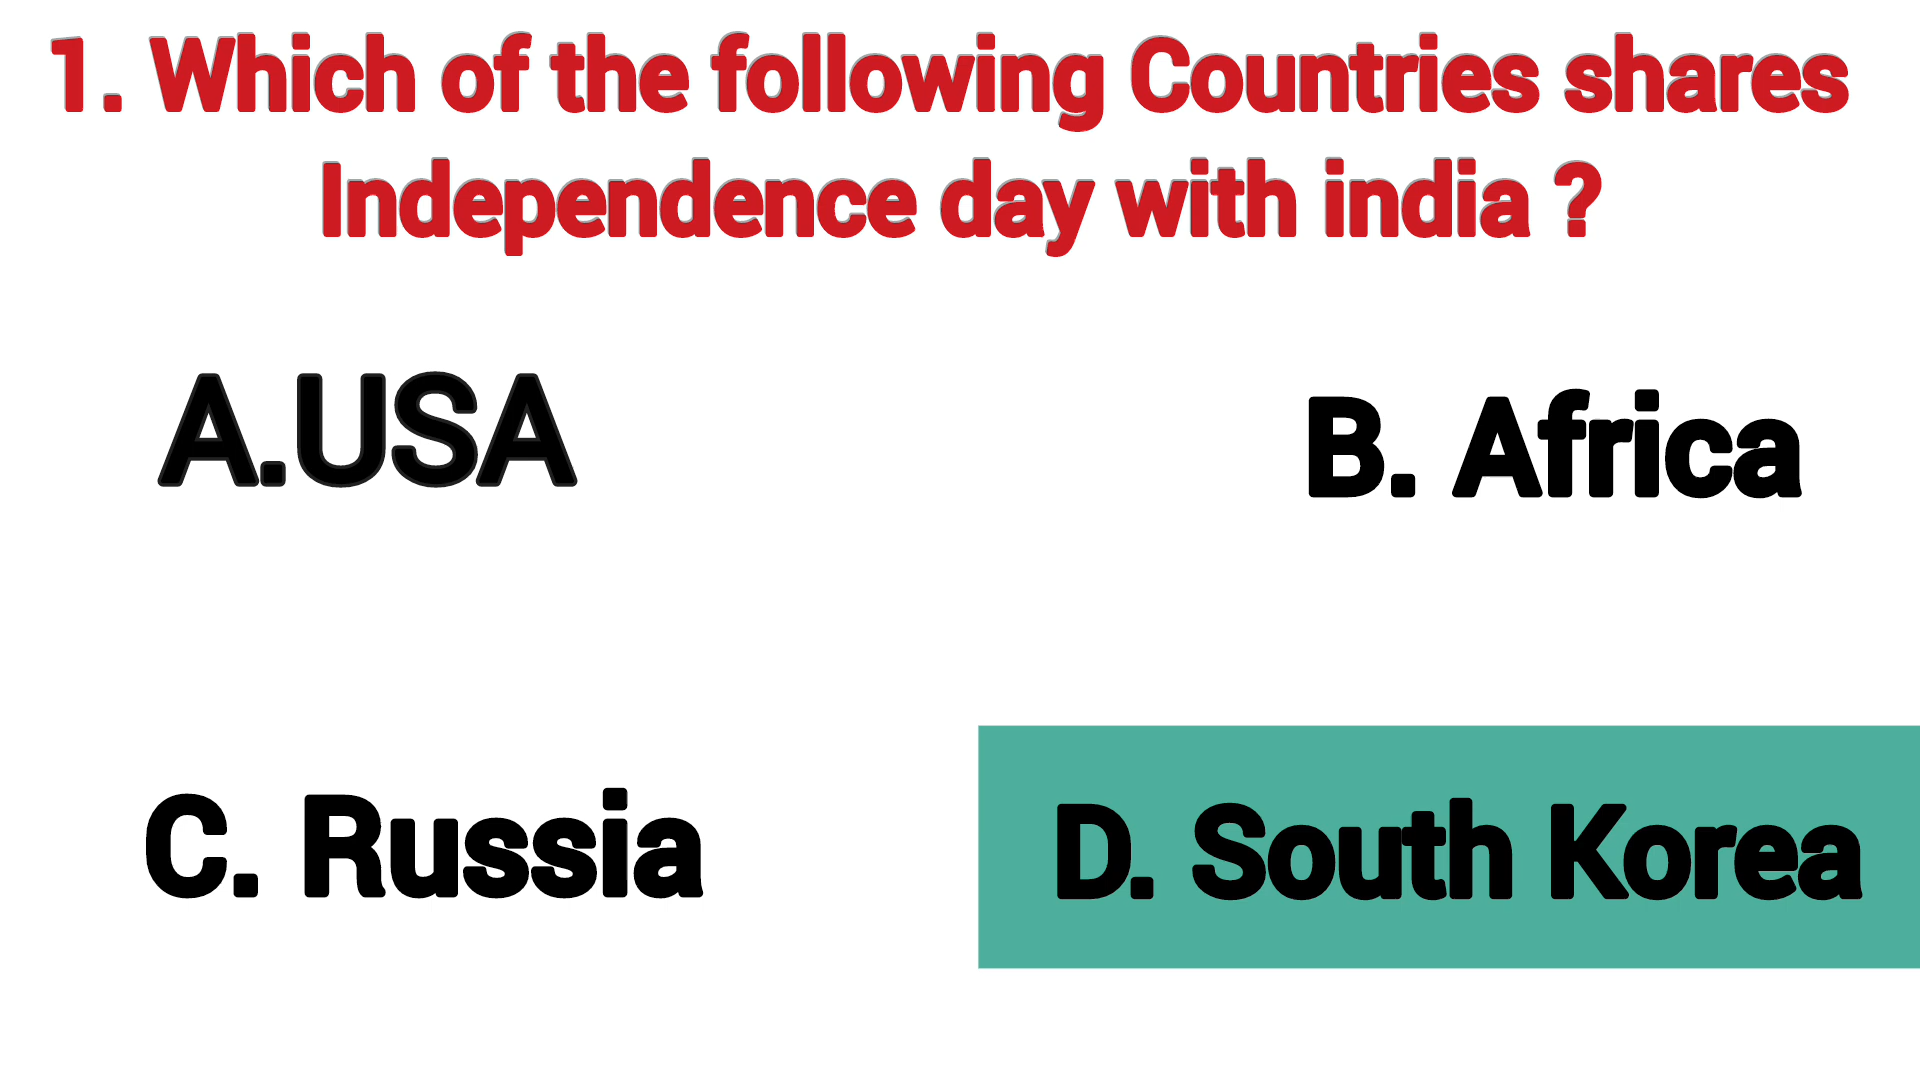 1. Which of the following Countries shares
Independence day with india ?
A.USA
B. Africa
C. Russia
D. South Korea